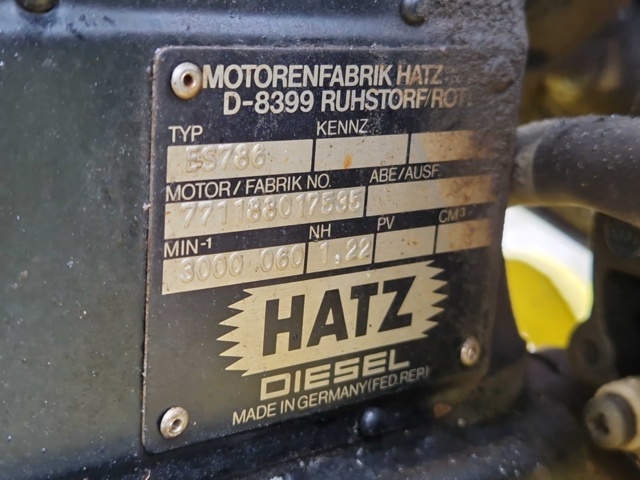 MOTORENFABRIK HATZ
D-8399 RUHSTORF/ROTT
TYP KENNZ.
ES786
MOTOR/FABRIK NO. ABE/AUSF.
771188017535
MIN-1 NH PV CM3
3000 060 1,22
HATZ
DIESEL
MADE IN GERMANY (FED.REP.)